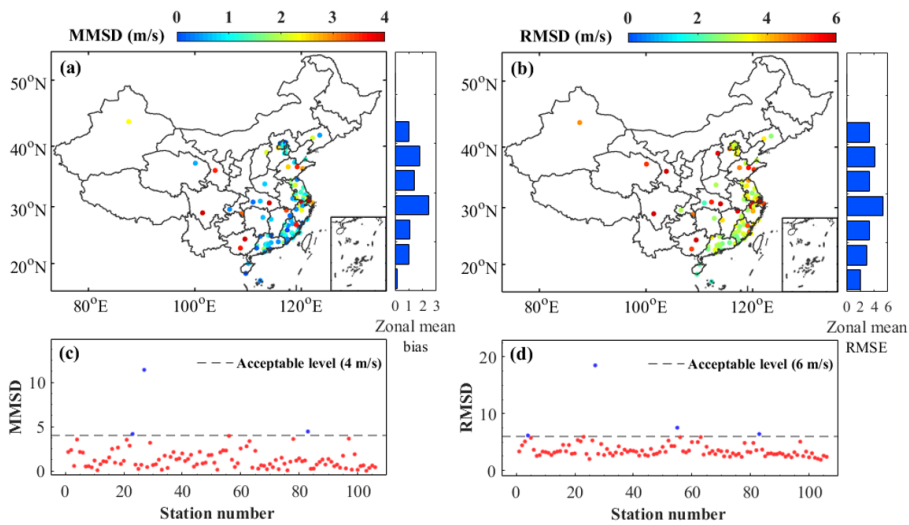 0 1 2 3 4
MMSD (m/s)
0 2 4 6
RMSD (m/s)
(a)
50°N
40°N
30°N
20°N
80°E 100°E 120°E
0 1 2 3
Zonal mean
bias
(b)
50°N
40°N
30°N
20°N
80°E 100°E 120°E
0 2 4 6
Zonal mean
RMSE
(c)
Acceptable level (4 m/s)
MMSD
10
5
0
0 20 40 60 80 100
Station number
(d)
Acceptable level (6 m/s)
RMSD
20
10
0
0 20 40 60 80 100
Station number